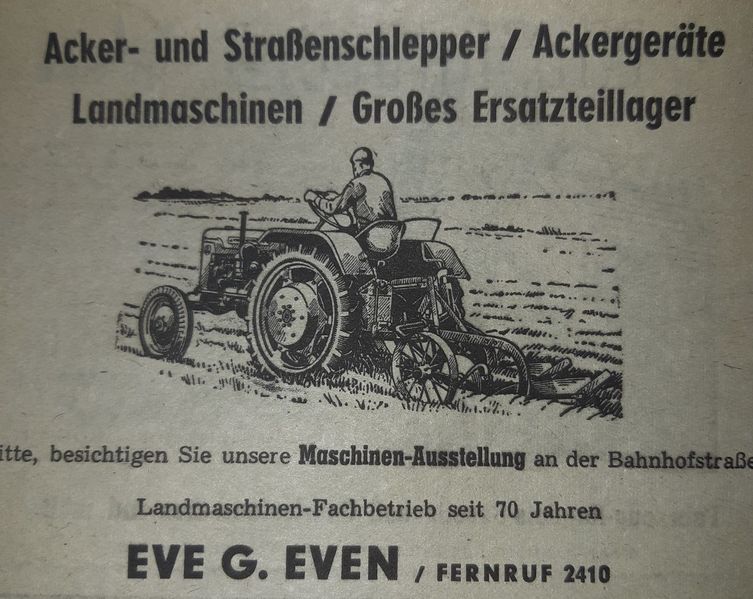 Acker- und Straßenschlepper / Ackergeräte
Landmaschinen / Großes Ersatzteillager
itte, besichtigen Sie unsere Maschinen-Ausstellung an der Bahnhofstraße
Landmaschinen-Fachbetrieb seit 70 Jahren
EVE G. EVEN / FERNRUF 2410